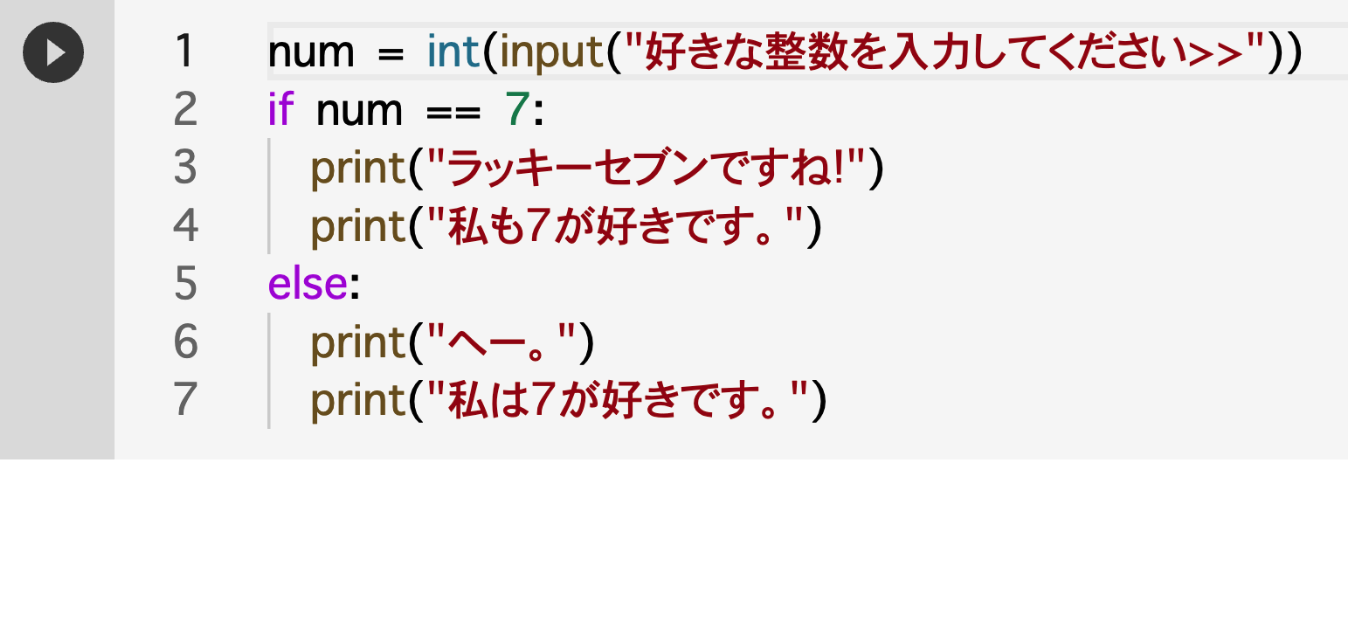 1 num = int(input("好きな整数を入力してください>>"))
2 if num == 7:
3   print("ラッキーセブンですね!")
4   print("私も7が好きです。")
5 else:
6   print("へー。")
7   print("私は7が好きです。")